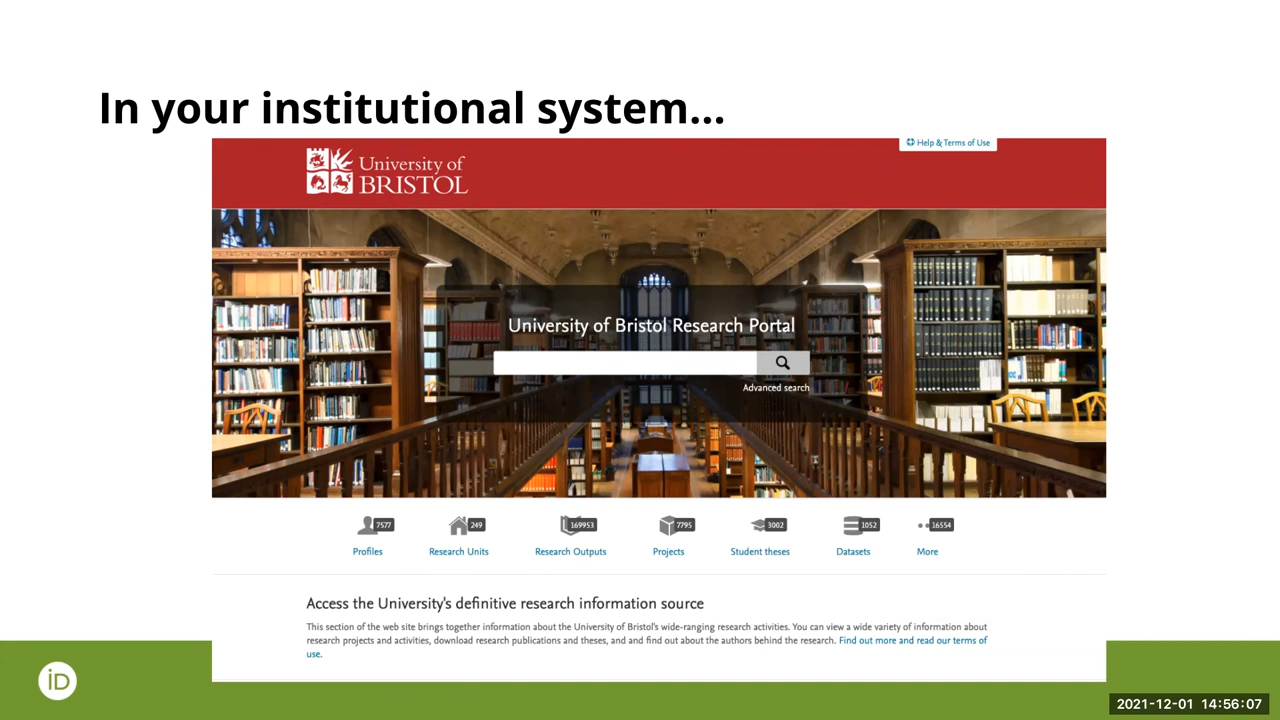 In your institutional system...
Help & Terms of Use
University of
BRISTOL
University of Bristol Research Portal
Advanced search
7577
249
169953
7795
3002
1052
16554
Profiles
Research Units
Research Outputs
Projects
Student theses
Datasets
More
Access the University's definitive research information source
This section of the web site brings together information about the University of Bristol's wide-ranging research activities. You can view a wide variety of information about
research projects and activities, download research publications and theses, and and find out about the authors behind the research. Find out more and read our terms of
use.
iD
2021-12-01 14:56:07